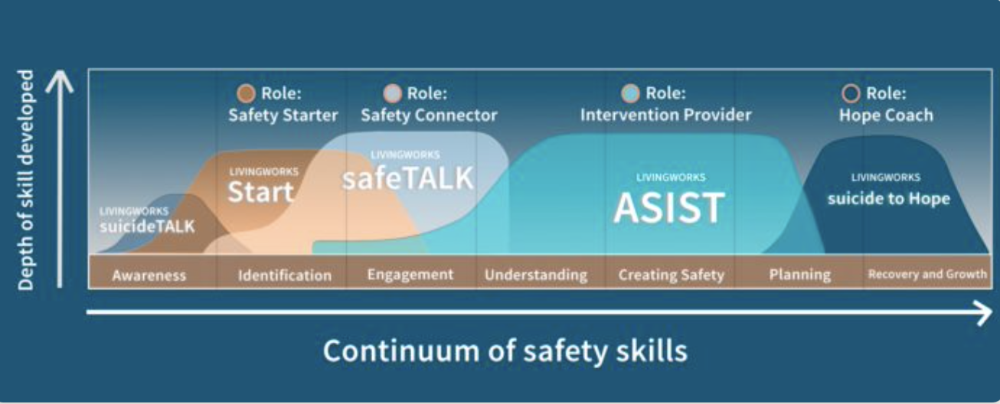 Depth of skill developed
Role:
Safety Starter
Role:
Safety Connector
Role:
Intervention Provider
Role:
Hope Coach
LIVINGWORKS
suicideTALK
LIVINGWORKS
Start
LIVINGWORKS
safeTALK
LIVINGWORKS
ASIST
LIVINGWORKS
suicide to Hope
Awareness
Identification
Engagement
Understanding
Creating Safety
Planning
Recovery and Growth
Continuum of safety skills